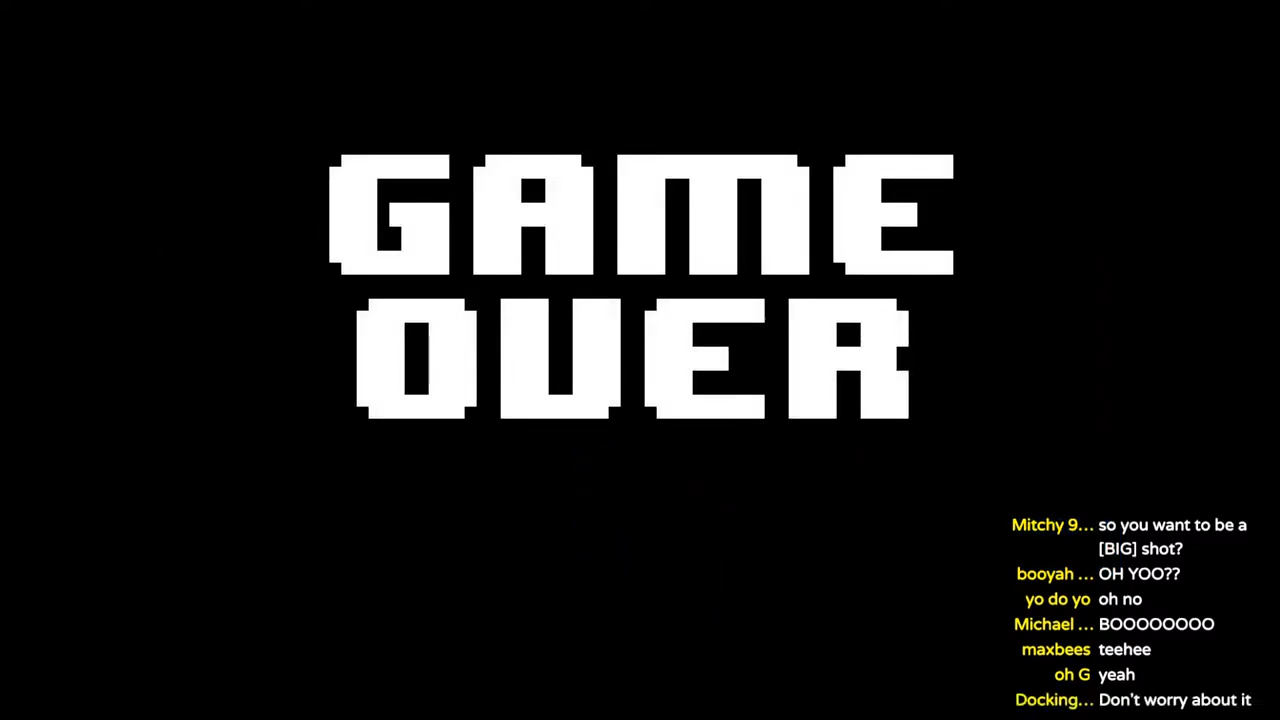 GAME
OVER
Mitchy 9... so you want to be a
[BIG] shot?
booyah ... OH YOO??
yo do yo oh no
Michael ... BOOOOOOOO
maxbees teehee
oh G yeah
Docking... Don't worry about it